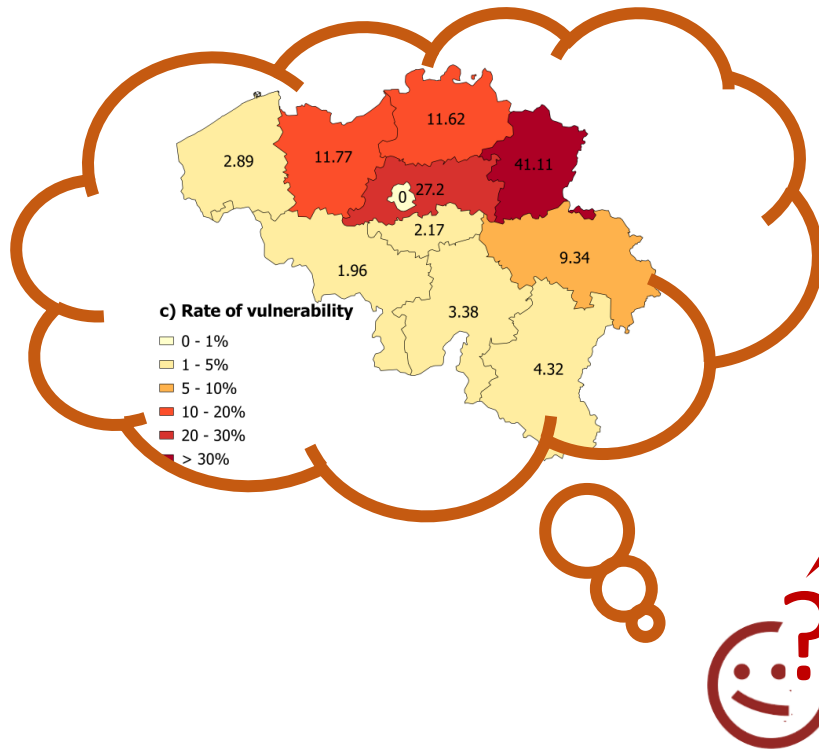 11.62
2.89
11.77
41.11
0
27.2
2.17
9.34
1.96
3.38
4.32
c) Rate of vulnerability
0 - 1%
1 - 5%
5 - 10%
10 - 20%
20 - 30%
> 30%
?